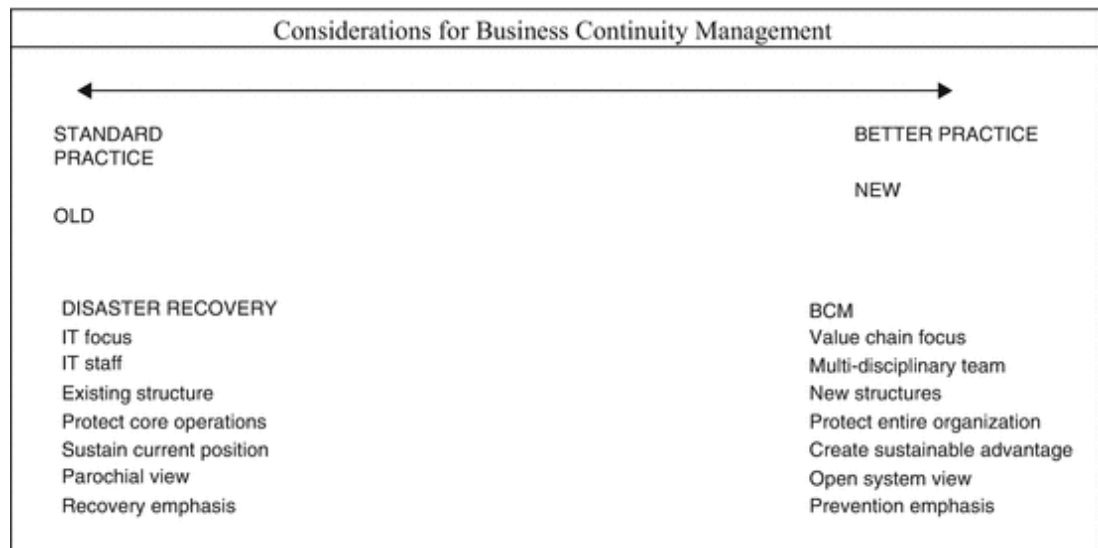 Considerations for Business Continuity Management
STANDARD
PRACTICE
OLD
BETTER PRACTICE
NEW
DISASTER RECOVERY
IT focus
IT staff
Existing structure
Protect core operations
Sustain current position
Parochial view
Recovery emphasis
BCM
Value chain focus
Multi-disciplinary team
New structures
Protect entire organization
Create sustainable advantage
Open system view
Prevention emphasis